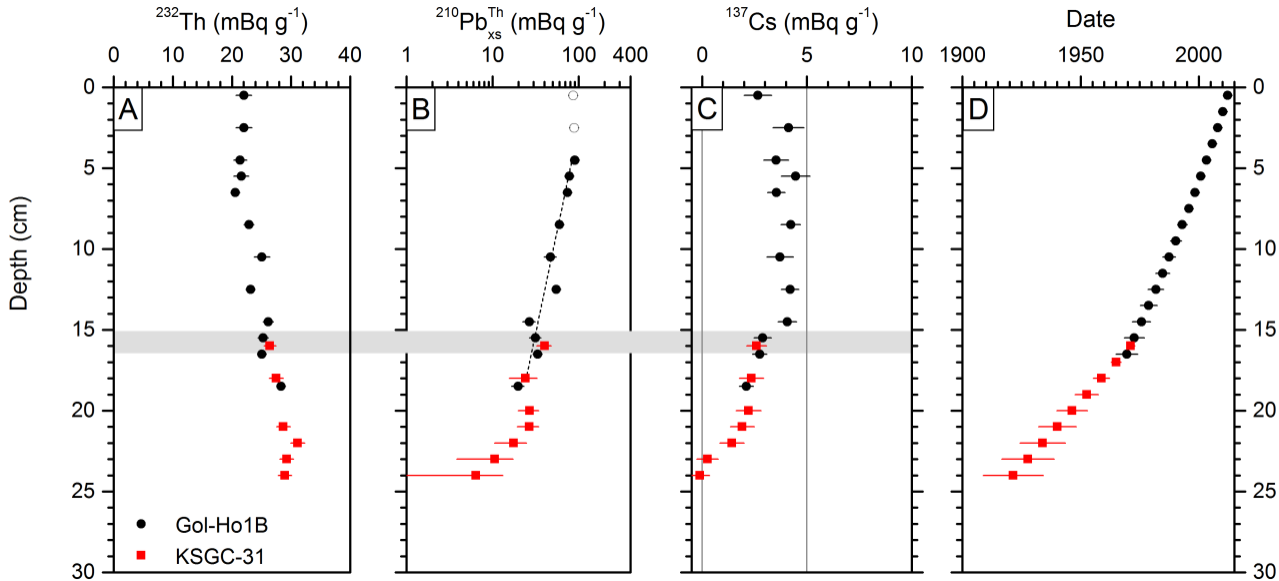 ²³²Th (mBq g⁻¹)
²¹⁰Pbₓₛᵀʰ (mBq g⁻¹)
¹³⁷Cs (mBq g⁻¹)
Date
0 10 20 30 40
1 10 100 400
0 5 10
1900 1950 2000
A
B
C
D
Depth (cm)
0 0
5 5
10 10
15 15
20 20
25 25
30 30
Gol-Ho1B
KSGC-31